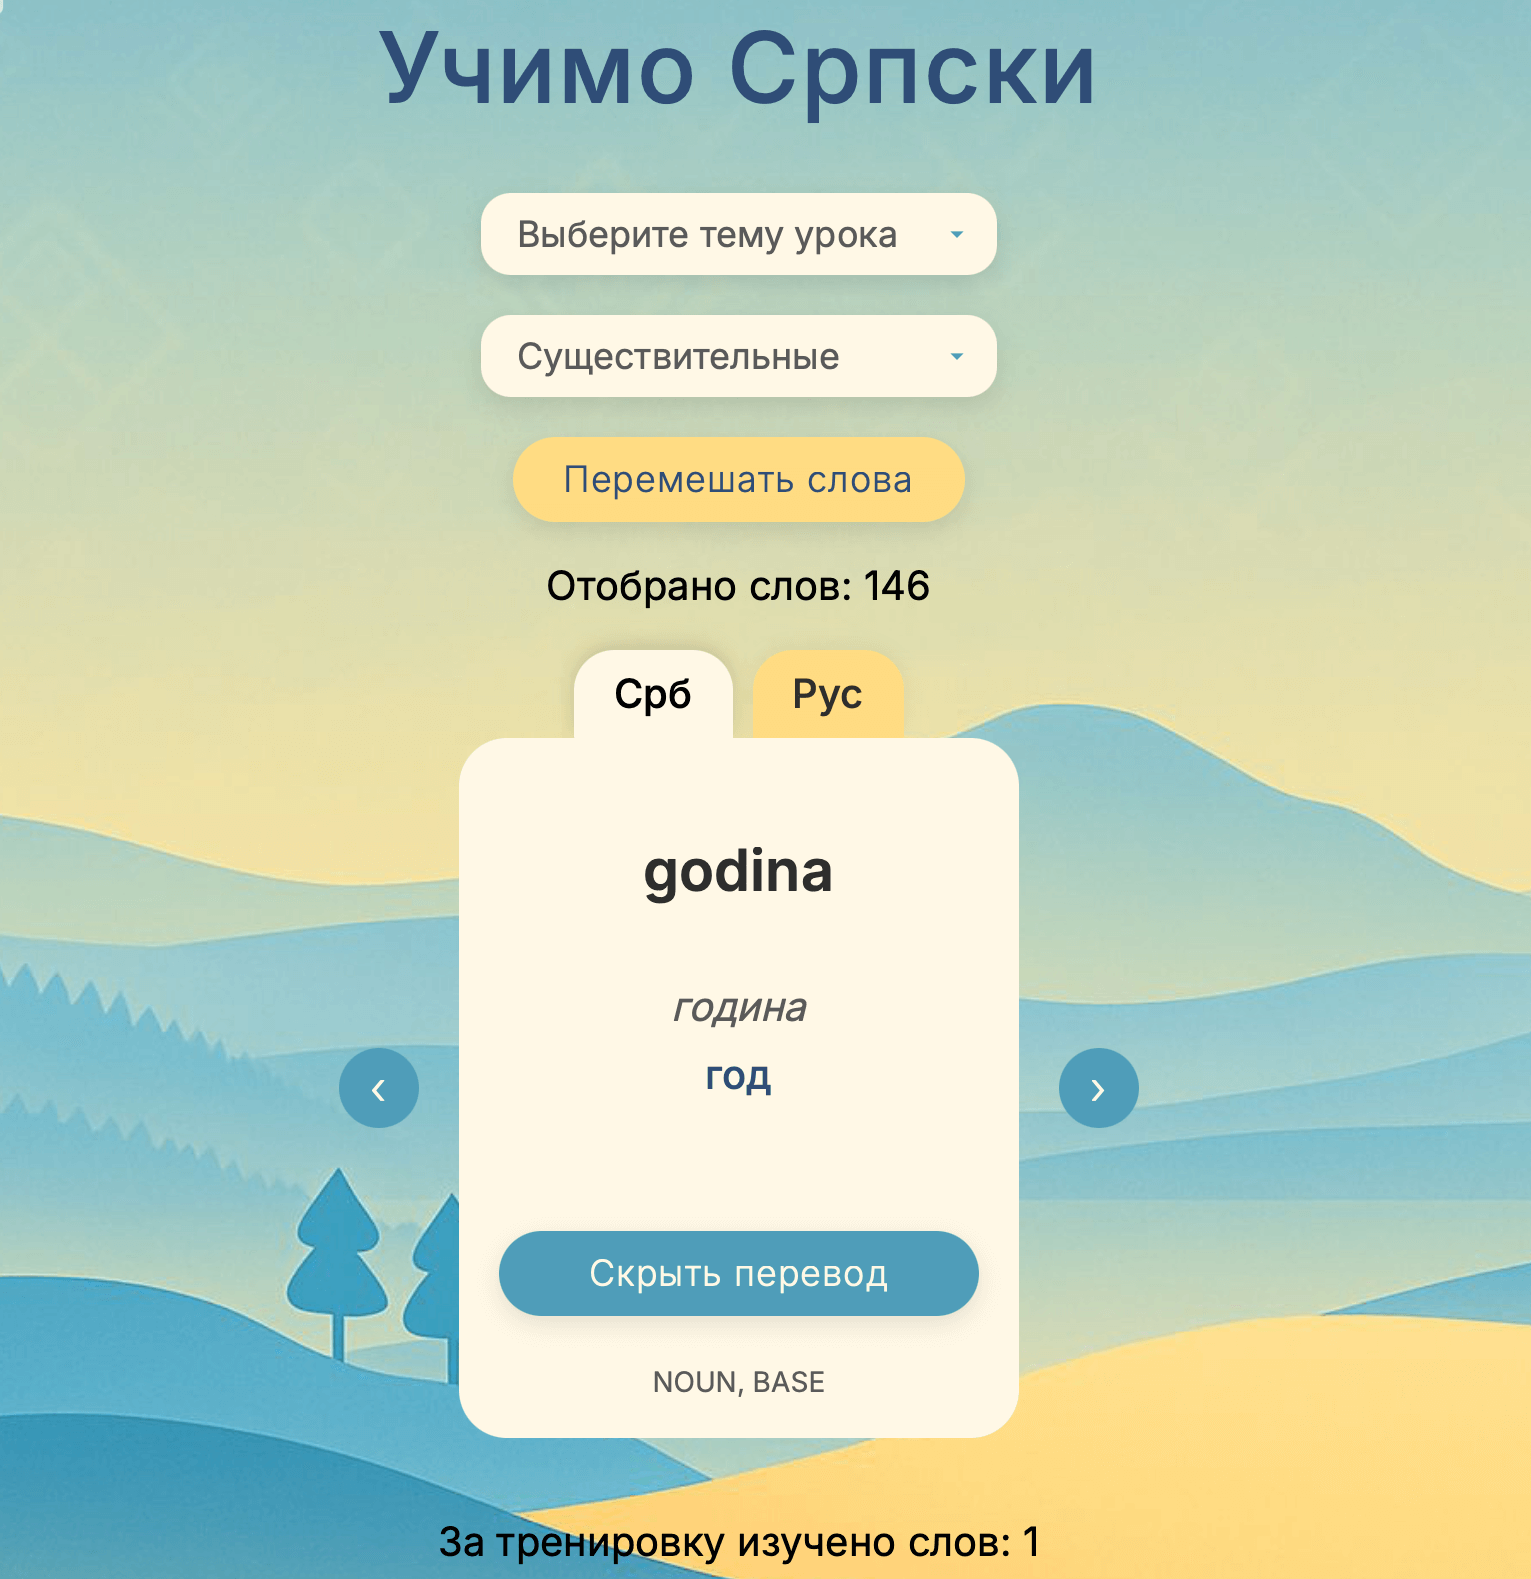 Учимо Српски
Выберите тему урока
Существительные
Перемешать слова
Отобрано слов: 146
Срб Рус
godina
година
год
‹ ›
Скрыть перевод
NOUN, BASE
За тренировку изучено слов: 1